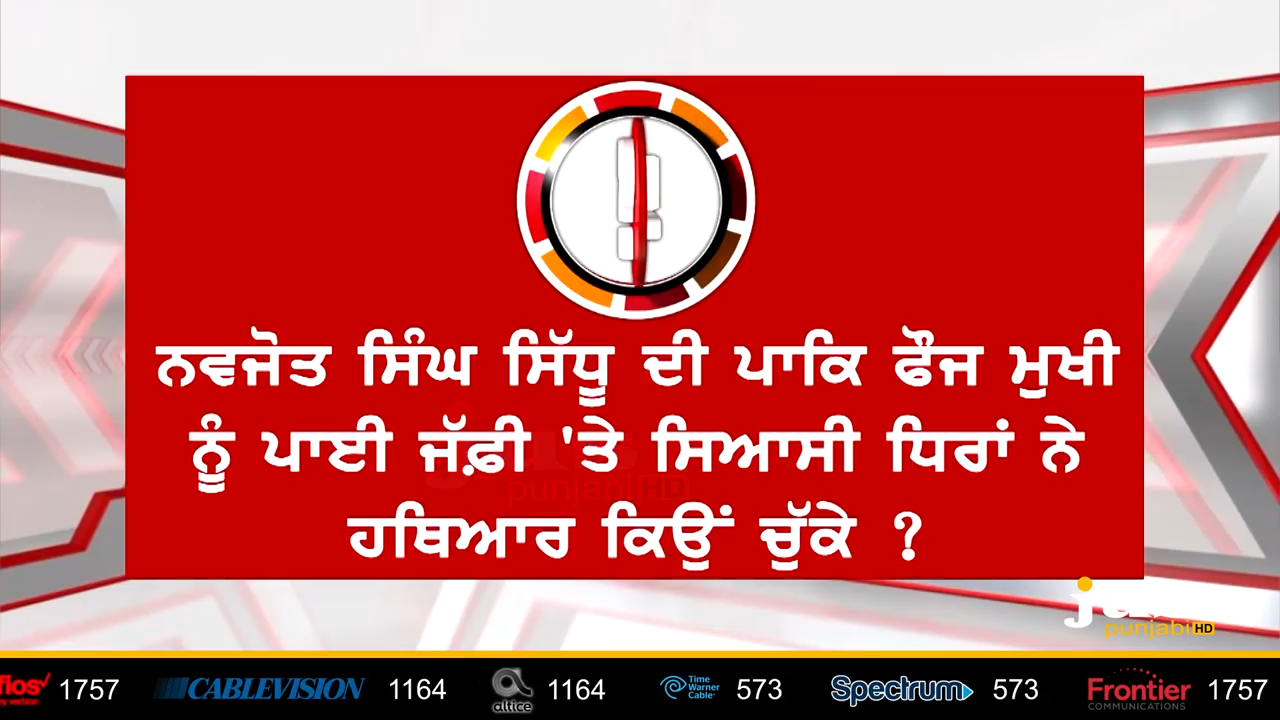 ਨਵਜੋਤ ਸਿੰਘ ਸਿੱਧੂ ਦੀ ਪਾਕਿ ਫੌਜ ਮੁਖੀ
ਨੂੰ ਪਾਈ ਜੱਫ਼ੀ 'ਤੇ ਸਿਆਸੀ ਧਿਰਾਂ ਨੇ
ਹਥਿਆਰ ਕਿਉਂ ਚੁੱਕੇ ?
punjabi HD
fios 1757 CABLEVISION 1164 altice 1164 Time Warner Cable 573 Spectrum 573 Frontier COMMUNICATIONS 1757